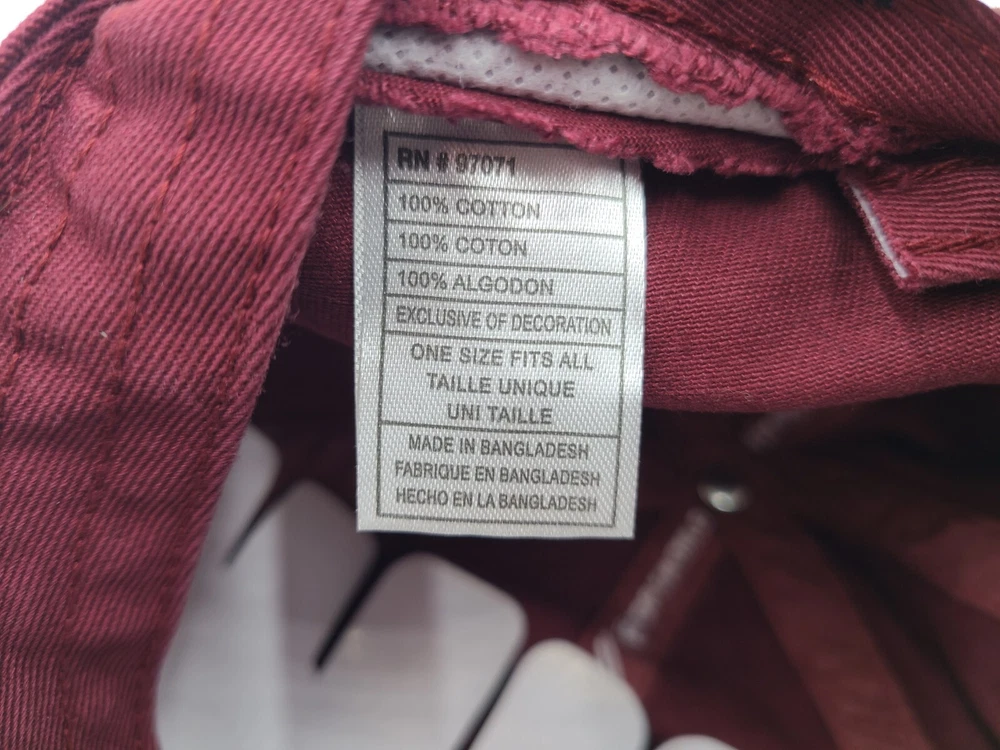 RN # 97071
100% COTTON
100% COTON
100% ALGODON
EXCLUSIVE OF DECORATION
ONE SIZE FITS ALL
TAILLE UNIQUE
UNI TAILLE
MADE IN BANGLADESH
FABRIQUE EN BANGLADESH
HECHO EN LA BANGLADESH